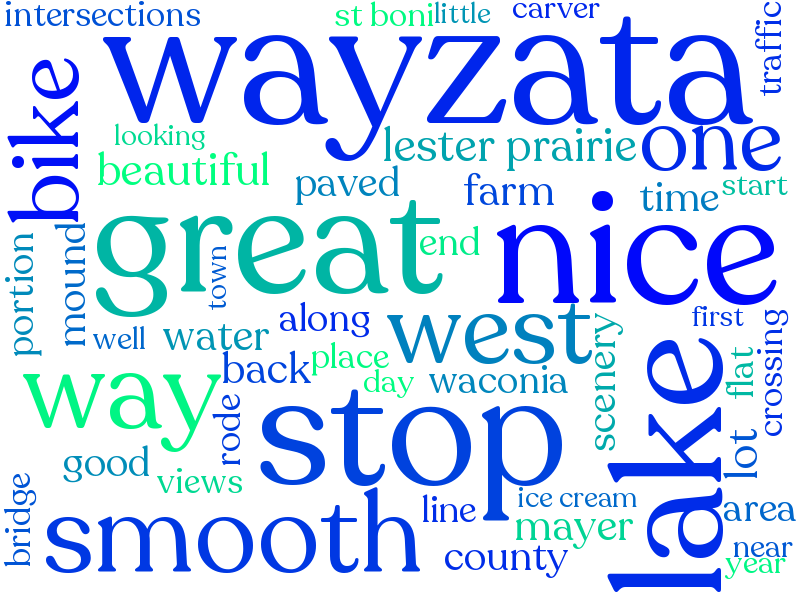 intersections
st boni
little
carver
traffic
wayzata
bike
looking
beautiful
lester prairie
one
paved
farm
time
start
great
nice
end
portion
mound
town
well
water
along
west
first
crossing
scenery
back
place
day
waconia
flat
lake
way
rode
stop
lot
good
views
bridge
smooth
line
ice cream
mayer
area
county
near
year